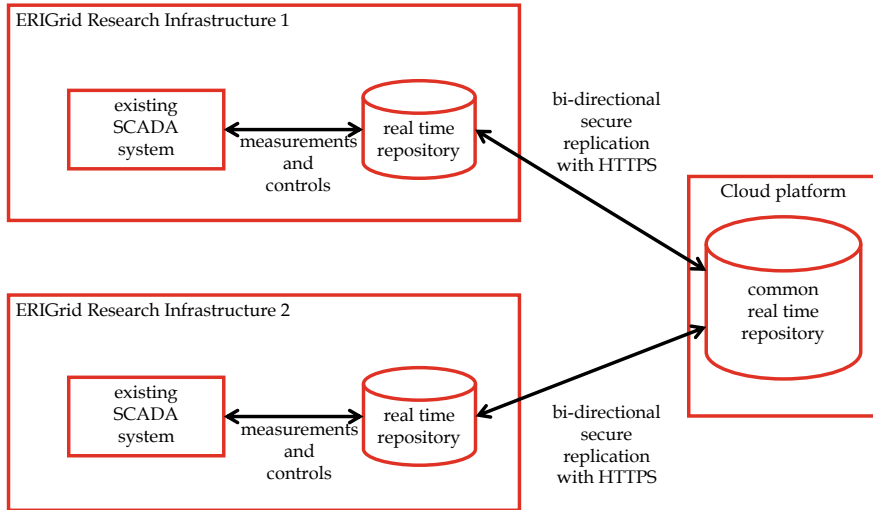 ERIGrid Research Infrastructure 1
existing
SCADA
system
measurements
and
controls
real time
repository
bi-directional
secure
replication
with HTTPS
Cloud platform
common
real time
repository
ERIGrid Research Infrastructure 2
existing
SCADA
system
measurements
and
controls
real time
repository
bi-directional
secure
replication
with HTTPS